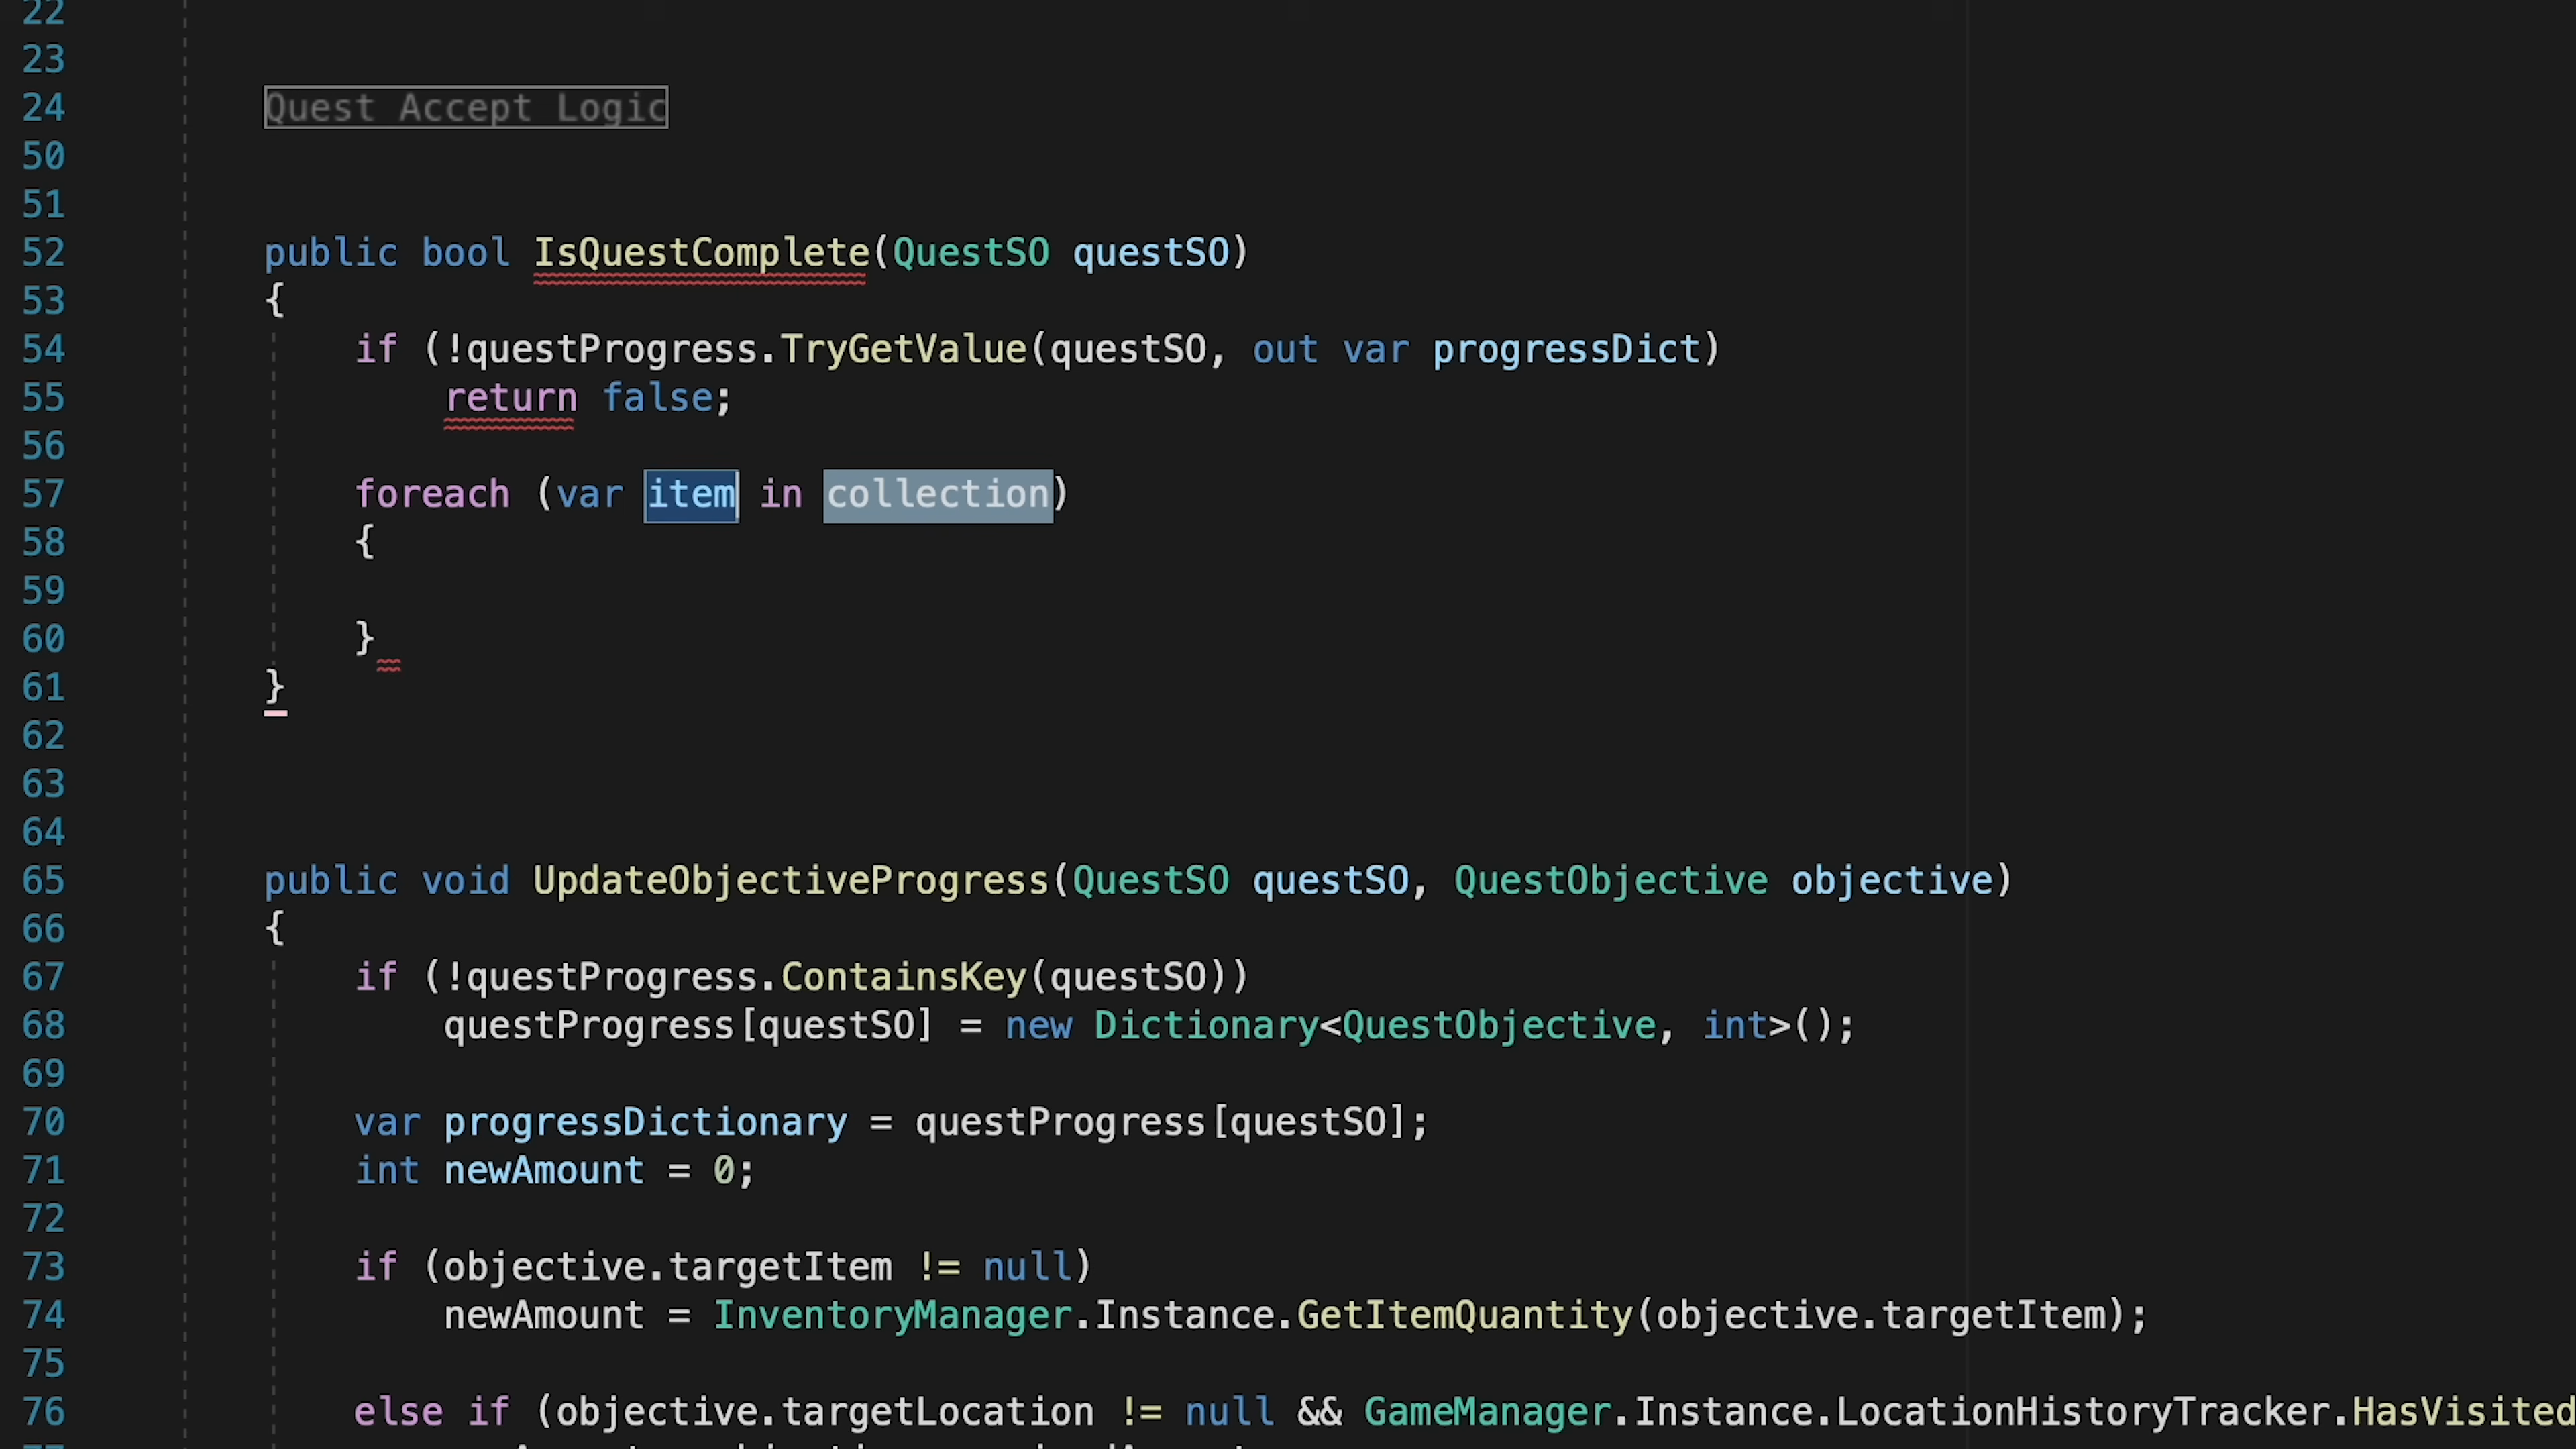 22
23
24 Quest Accept Logic
50
51
52 public bool IsQuestComplete(QuestSO questSO)
53 {
54 if (!questProgress.TryGetValue(questSO, out var progressDict)
55 return false;
56
57 foreach (var item in collection)
58 {
59
60 }
61 }
62
63
64
65 public void UpdateObjectiveProgress(QuestSO questSO, QuestObjective objective)
66 {
67 if (!questProgress.ContainsKey(questSO))
68 questProgress[questSO] = new Dictionary<QuestObjective, int>();
69
70 var progressDictionary = questProgress[questSO];
71 int newAmount = 0;
72
73 if (objective.targetItem != null)
74 newAmount = InventoryManager.Instance.GetItemQuantity(objective.targetItem);
75
76 else if (objective.targetLocation != null && GameManager.Instance.LocationHistoryTracker.HasVisited